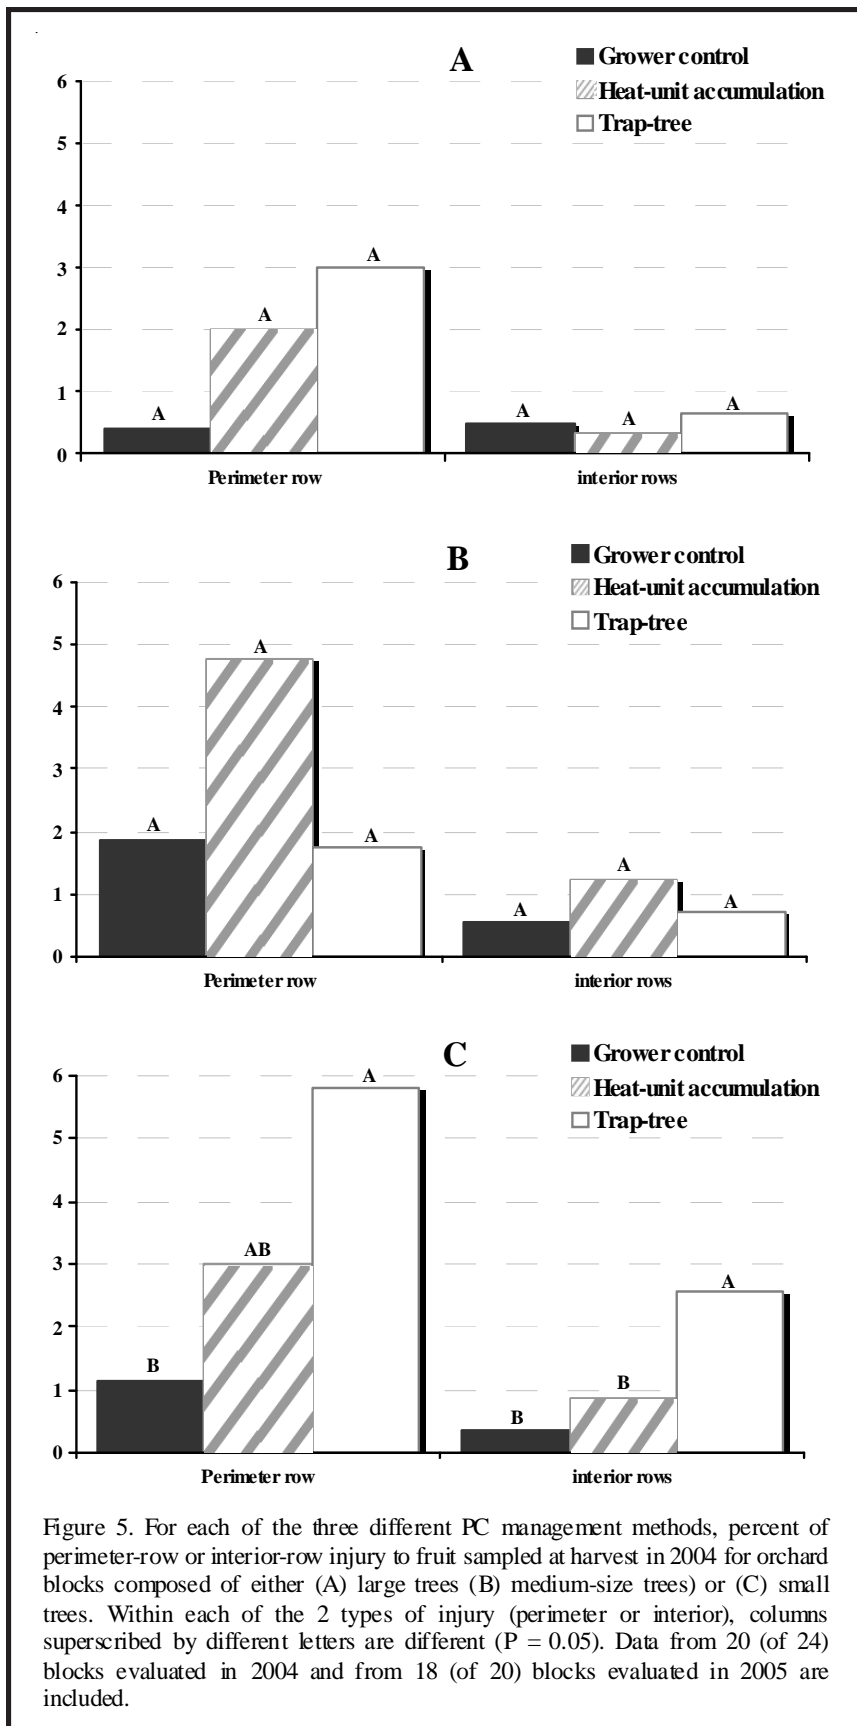 A
Grower control
Heat-unit accumulation
Trap-tree
6
5
4
3
2
1
0
A
A
A
A
A
A
Perimeter row
interior rows
B
Grower control
Heat-unit accumulation
Trap-tree
6
5
4
3
2
1
0
A
A
A
A
A
A
Perimeter row
interior rows
C
Grower control
Heat-unit accumulation
Trap-tree
6
5
4
3
2
1
0
B
AB
A
B
B
A
Perimeter row
interior rows
Figure 5. For each of the three different PC management methods, percent of
perimeter-row or interior-row injury to fruit sampled at harvest in 2004 for orchard
blocks composed of either (A) large trees (B) medium-size trees) or (C) small
trees. Within each of the 2 types of injury (perimeter or interior), columns
superscribed by different letters are different (P = 0.05). Data from 20 (of 24)
blocks evaluated in 2004 and from 18 (of 20) blocks evaluated in 2005 are
included.